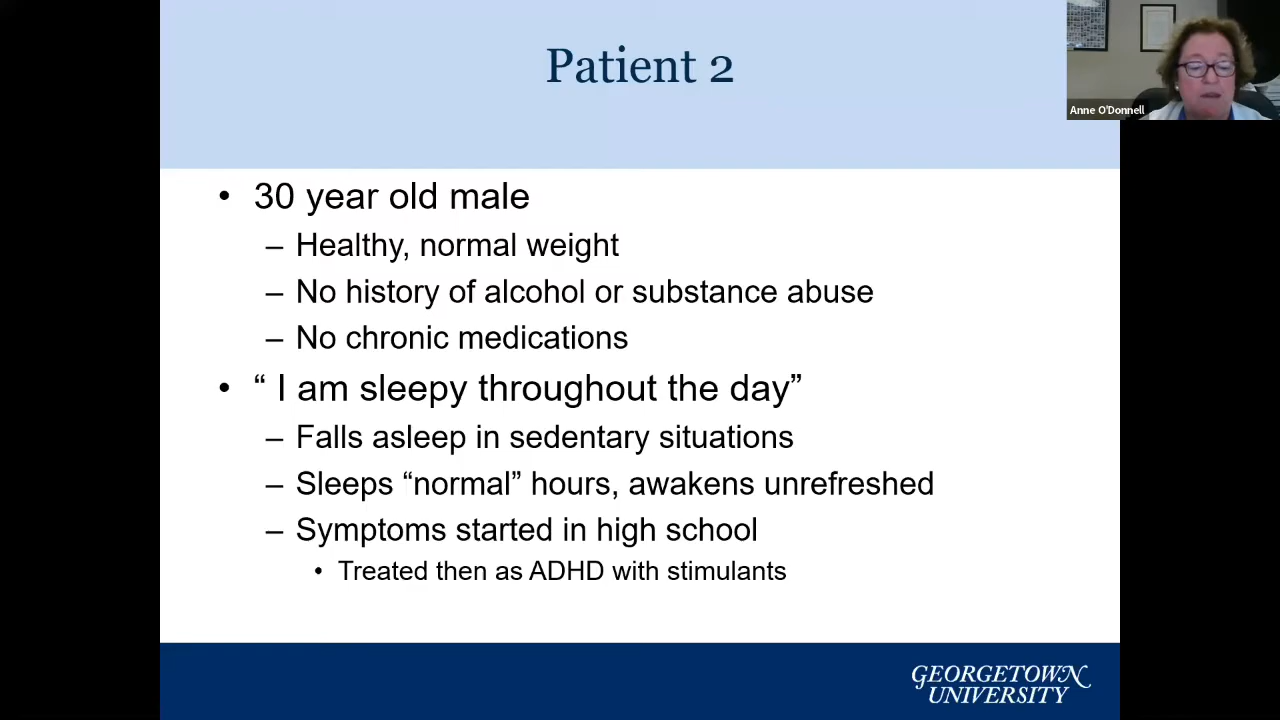 Patient 2
Anne O'Donnell
• 30 year old male
– Healthy, normal weight
– No history of alcohol or substance abuse
– No chronic medications
• “ I am sleepy throughout the day”
– Falls asleep in sedentary situations
– Sleeps “normal” hours, awakens unrefreshed
– Symptoms started in high school
• Treated then as ADHD with stimulants
GEORGETOWN
UNIVERSITY